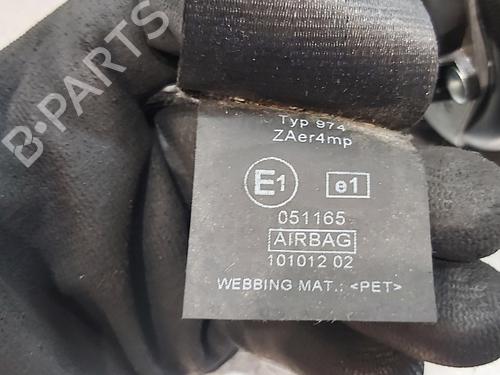 Typ 974
ZAer4mp
E1 e1
051165
AIRBAG
101012 02
WEBBING MAT.: <PET>
B-PARTS